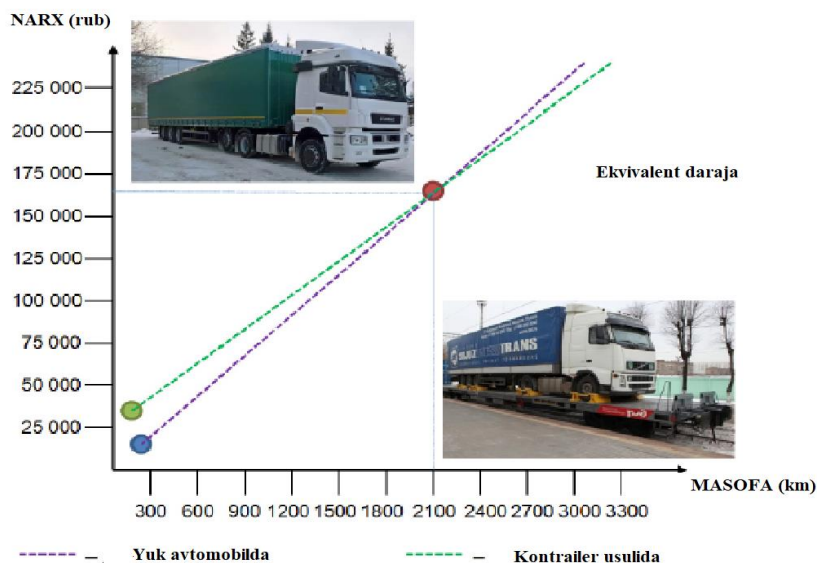 NARX (rub)
225 000
200 000
175 000
150 000
125 000
100 000
75 000
50 000
25 000
Ekvivalent daraja
TRANS
MASOFA (km)
300 600 900 1200 1500 1800 2100 2400 2700 3000 3300
Yuk avtomobilda
Kontrailer usulida